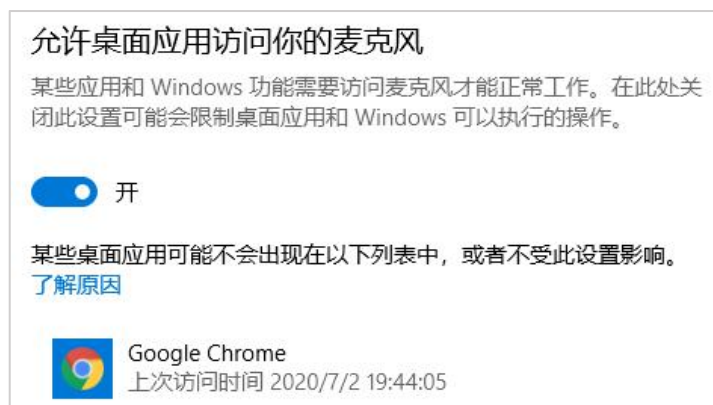 允许桌面应用访问你的麦克风
某些应用和 Windows 功能需要访问麦克风才能正常工作。在此处关
闭此设置可能会限制桌面应用和 Windows 可以执行的操作。
开
某些桌面应用可能不会出现在以下列表中，或者不受此设置影响。
了解原因
Google Chrome
上次访问时间 2020/7/2 19:44:05